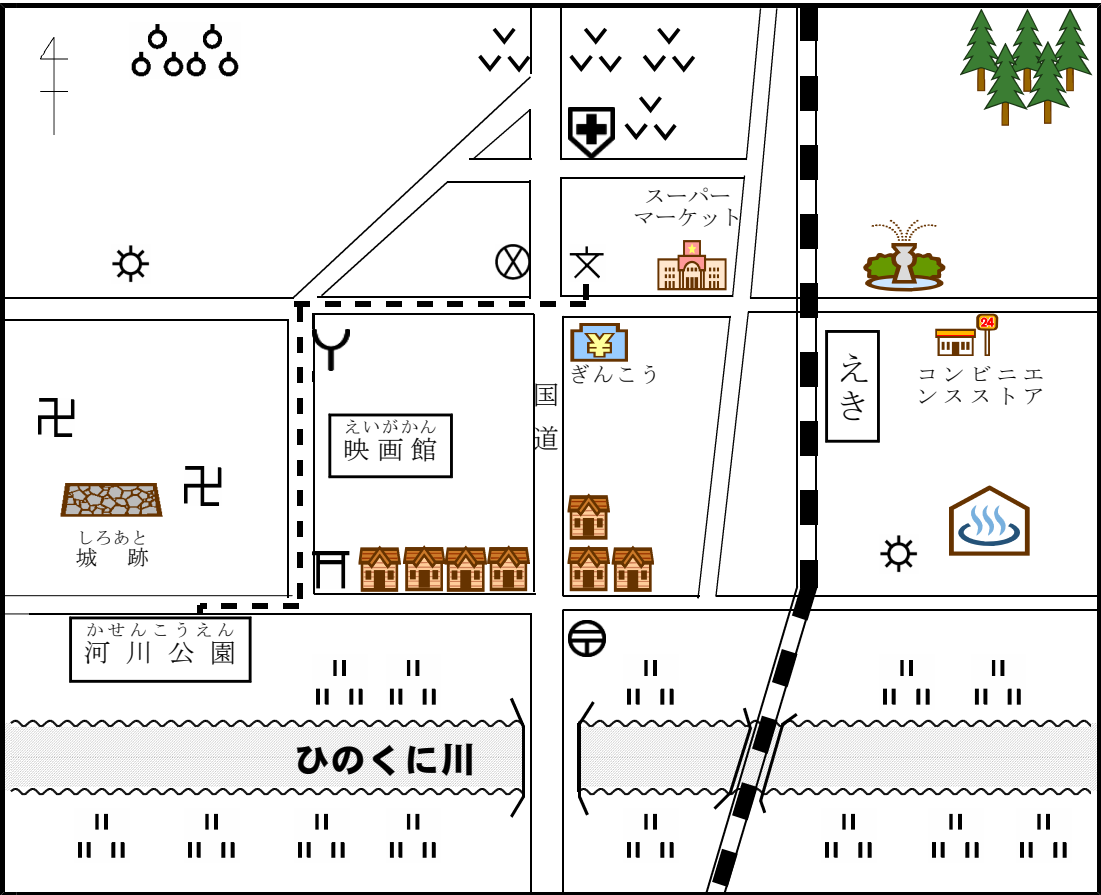 スーパー
マーケット
24
¥
ぎんこう
国
道
えき
コンビニエ
ンスストア
えいがかん
映画館
しろあと
城跡
かせんこうえん
河川公園
ひのくに川